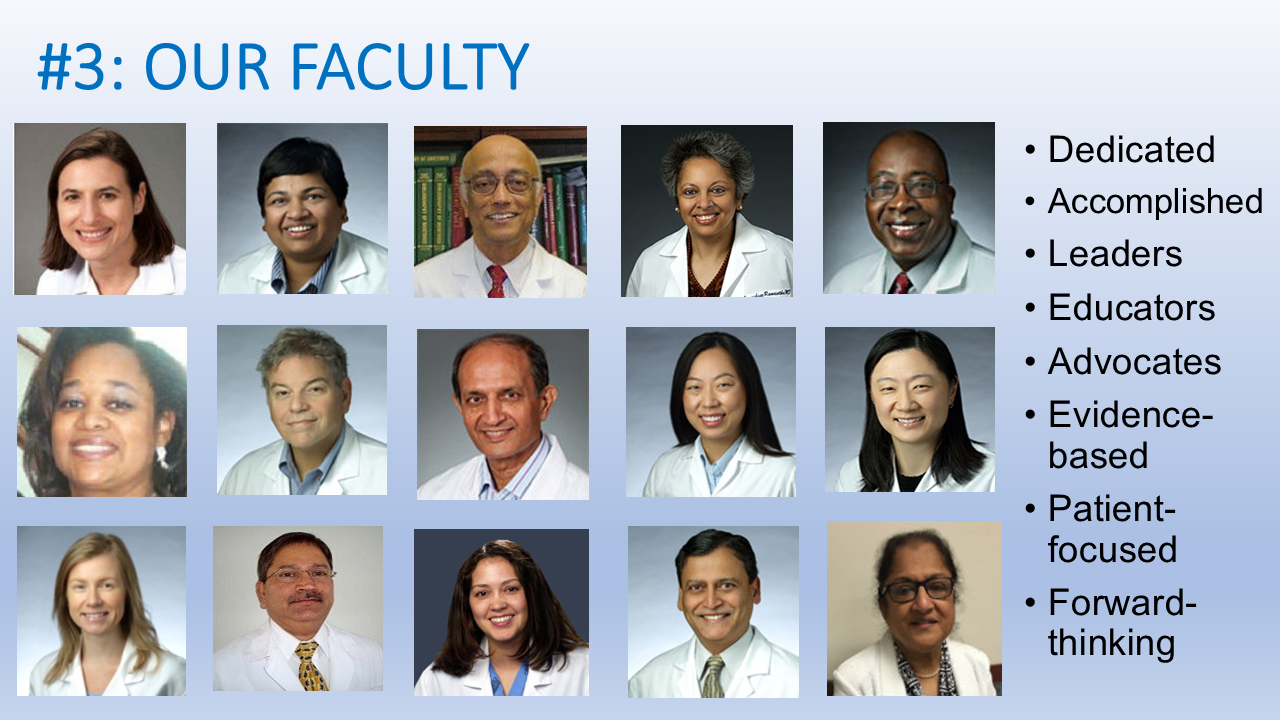 #3: OUR FACULTY
• Dedicated
• Accomplished
• Leaders
• Educators
• Advocates
• Evidence-
based
• Patient-
focused
• Forward-
thinking